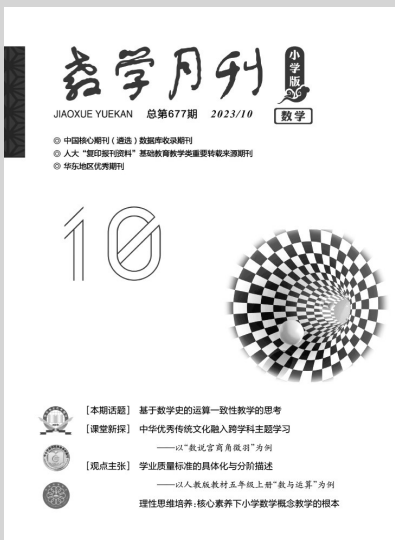 教学月刊
小学版
数学
JIAOXUE YUEKAN 总第677期 2023/10
◎ 中国核心期刊（遴选）数据库收录期刊
◎ 人大“复印报刊资料”基础教育教学类重要转载来源期刊
◎ 华东地区优秀期刊
10
［本期话题］ 基于数学史的运算一致性教学的思考
［课堂新探］ 中华优秀传统文化融入跨学科主题学习
——以“数说宫商角徵羽”为例
［观点主张］ 学业质量标准的具体化与分阶描述
——以人教版教材五年级上册“数与运算”为例
理性思维培养：核心素养下小学数学概念教学的根本